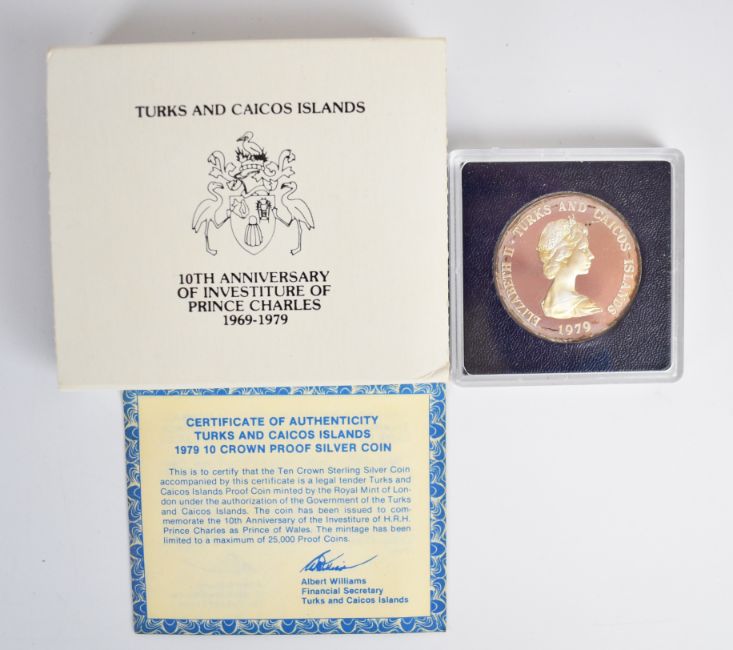 TURKS AND CAICOS ISLANDS
10TH ANNIVERSARY
OF INVESTITURE OF
PRINCE CHARLES
1969-1979
ELIZABETH II · TURKS AND CAICOS ISLANDS
1979
CERTIFICATE OF AUTHENTICITY
TURKS AND CAICOS ISLANDS
1979 10 CROWN PROOF SILVER COIN
This is to certify that the Ten Crown Sterling Silver Coin
accompanied by this certificate is a legal tender Turks and
Caicos Islands Proof Coin minted by the Royal Mint of Lon-
don under the authorization of the Government of the Turks
and Caicos Islands. The coin has been issued to com-
memorate the 10th Anniversary of the Investiture of H.R.H.
Prince Charles as Prince of Wales. The mintage has been
limited to a maximum of 25,000 Proof Coins.
Albert Williams
Financial Secretary
Turks and Caicos Islands